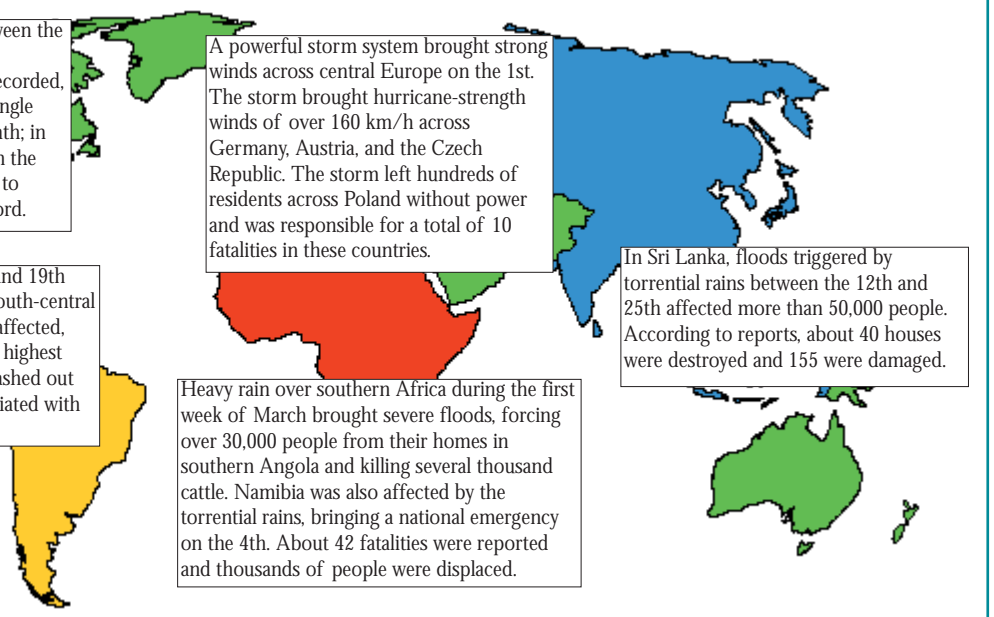 ween the
ecorded,
ngle
th; in
n the
to
ord.
A powerful storm system brought strong
winds across central Europe on the 1st.
The storm brought hurricane-strength
winds of over 160 km/h across
Germany, Austria, and the Czech
Republic. The storm left hundreds of
residents across Poland without power
and was responsible for a total of 10
fatalities in these countries.
nd 19th
outh-central
affected,
highest
ashed out
iated with
In Sri Lanka, floods triggered by
torrential rains between the 12th and
25th affected more than 50,000 people.
According to reports, about 40 houses
were destroyed and 155 were damaged.
Heavy rain over southern Africa during the first
week of March brought severe floods, forcing
over 30,000 people from their homes in
southern Angola and killing several thousand
cattle. Namibia was also affected by the
torrential rains, bringing a national emergency
on the 4th. About 42 fatalities were reported
and thousands of people were displaced.